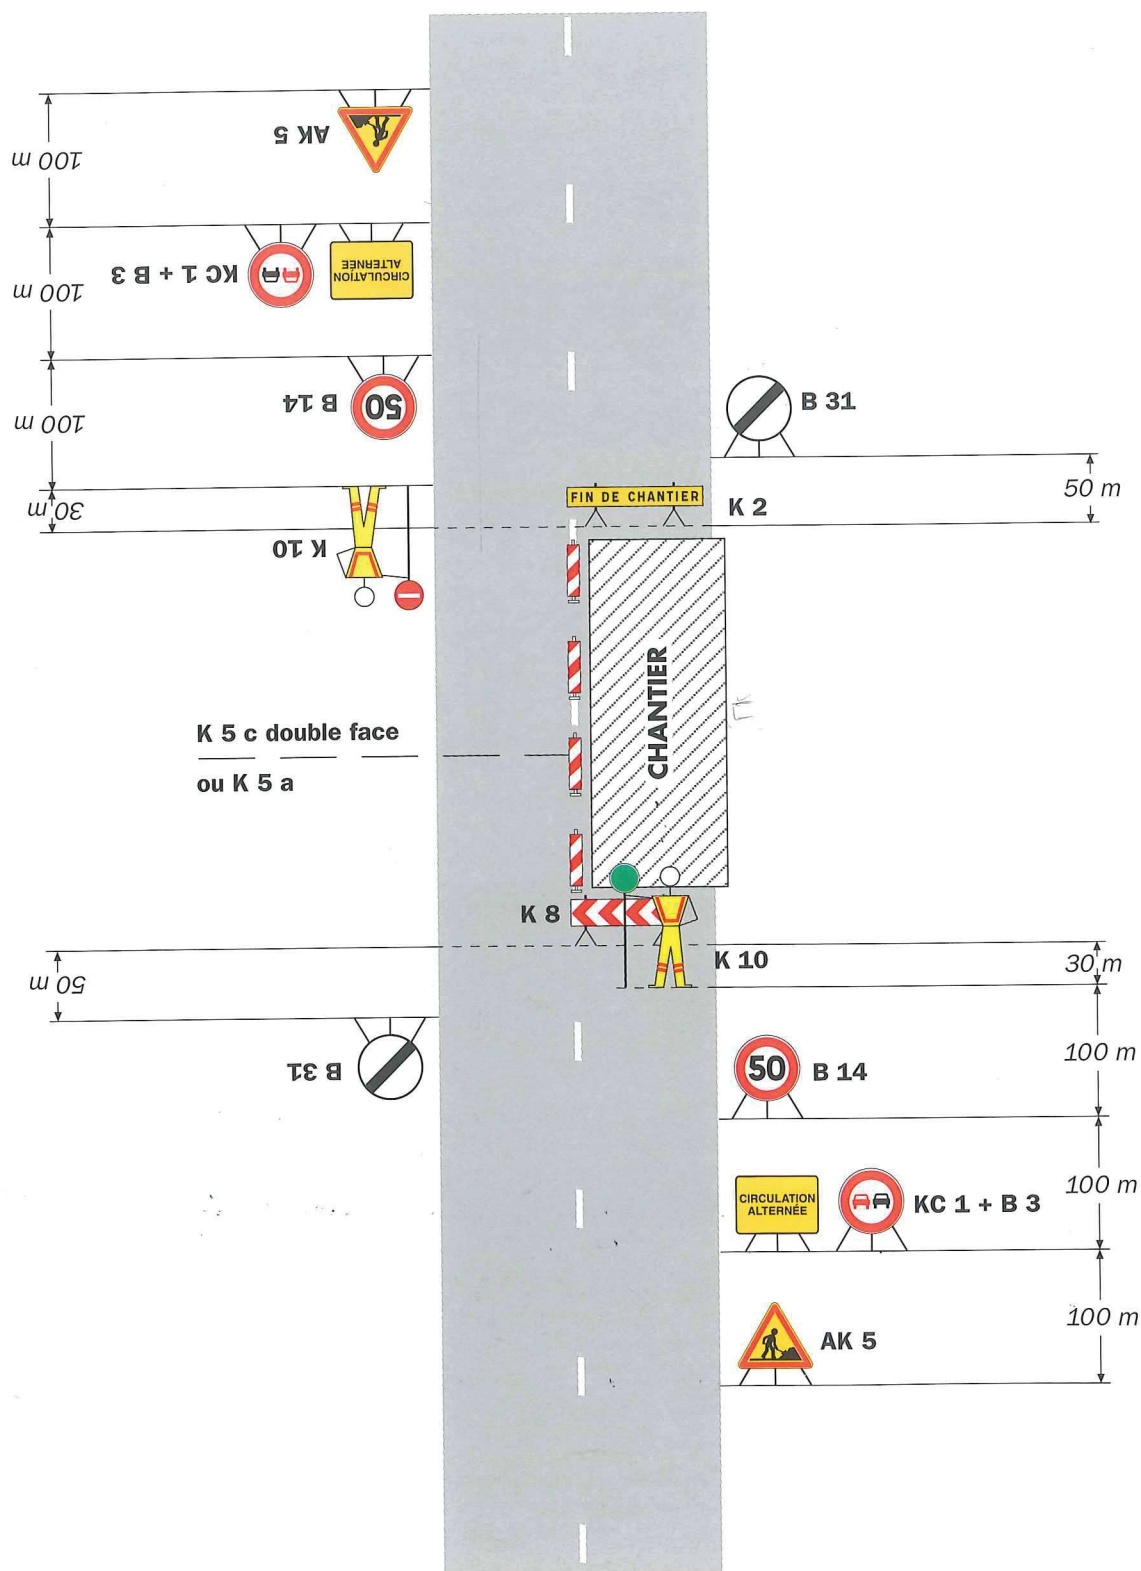 AK 5
100 m
CIRCULATION
ALTERNÉE
KC 1 + B 3
100 m
50
B 14
100 m
B 31
50 m
30 m
FIN DE CHANTIER
K 2
K 10
CHANTIER
K 5 c double face
ou K 5 a
K 8
K 10
30 m
50 m
B 31
100 m
50
B 14
CIRCULATION
ALTERNÉE
KC 1 + B 3
100 m
AK 5
100 m